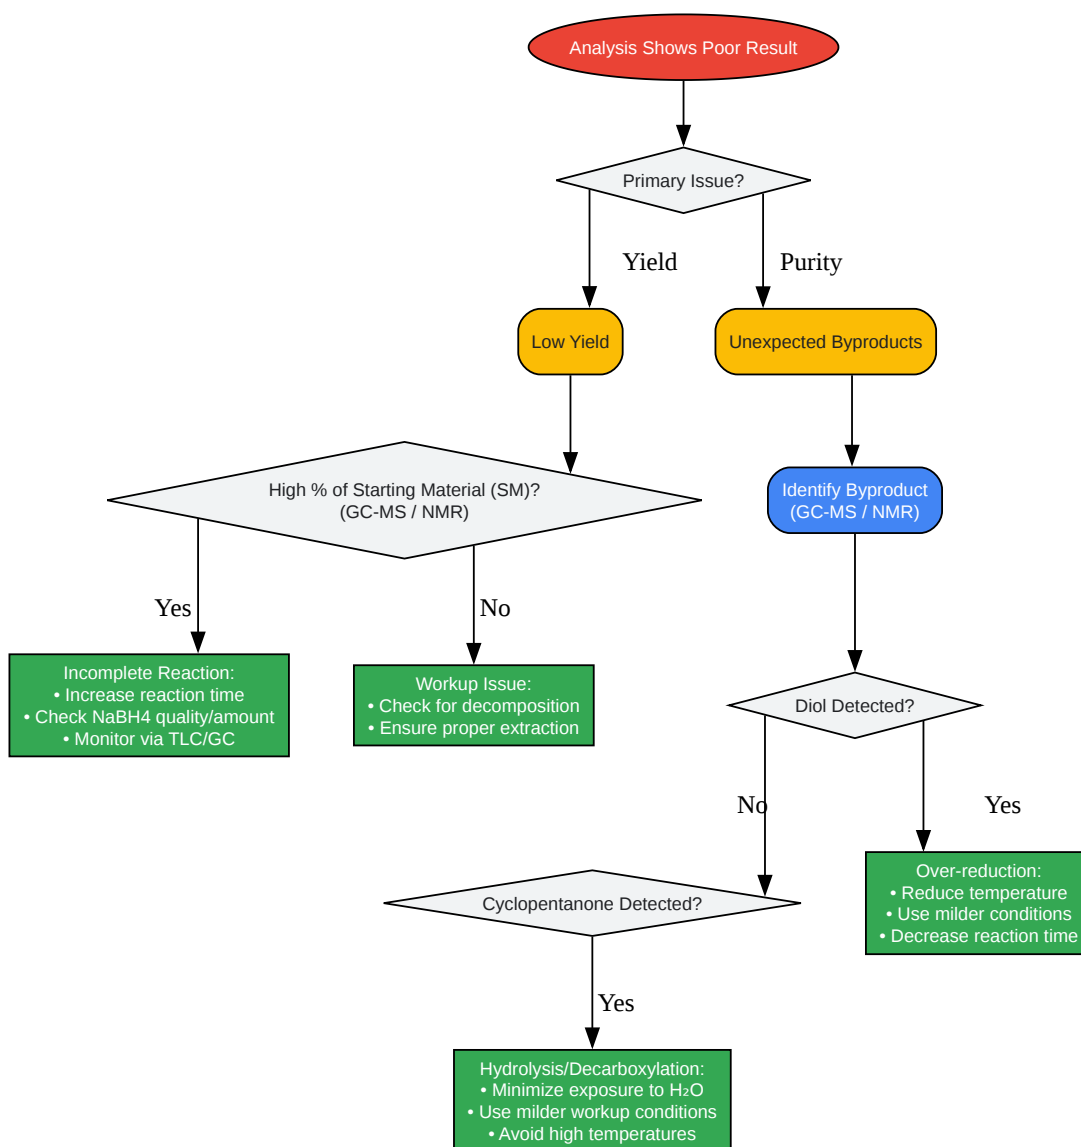 Analysis Shows Poor Result
Primary Issue?
Yield
Purity
Low Yield
Unexpected Byproducts
High % of Starting Material (SM)?
(GC-MS / NMR)
Identify Byproduct
(GC-MS / NMR)
Yes
No
Incomplete Reaction:
• Increase reaction time
• Check NaBH4 quality/amount
• Monitor via TLC/GC
Workup Issue:
• Check for decomposition
• Ensure proper extraction
Diol Detected?
No
Yes
Over-reduction:
• Reduce temperature
• Use milder conditions
• Decrease reaction time
Cyclopentanone Detected?
Yes
Hydrolysis/Decarboxylation:
• Minimize exposure to H₂O
• Use milder workup conditions
• Avoid high temperatures